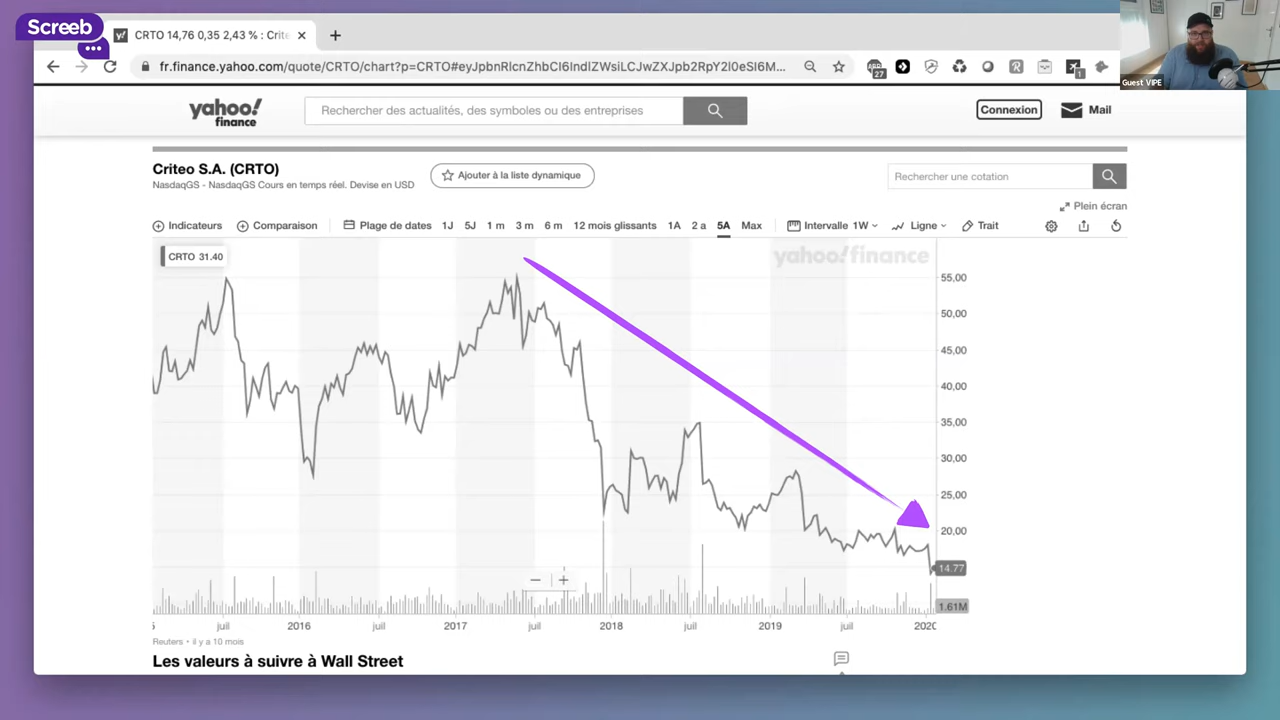 Screeb
CRTO 14,76 0,35 2,43 % : Crite
fr.finance.yahoo.com/quote/CRTO/chart?p=CRTO#eyJpbnRlcnZhbCI6IndlZWsiLCJwZXJpb2RpY2l0eSI6M...
27
1
Guest VIPE
yahoo!
finance
Rechercher des actualités, des symboles ou des entreprises
Connexion
Mail
Criteo S.A. (CRTO)
NasdaqGS - NasdaqGS Cours en temps réel. Devise en USD
Ajouter à la liste dynamique
Rechercher une cotation
Plein écran
Indicateurs
Comparaison
Plage de dates
1J
5J
1 m
3 m
6 m
12 mois glissants
1A
2 a
5A
Max
Intervalle 1W
Ligne
Trait
CRTO 31.40
yahoo!finance
55,00
50,00
45,00
40,00
35,00
30,00
25,00
20,00
14.77
1.61M
5 juil 2016 juil 2017 juil 2018 juil 2019 juil 2020
Reuters • il y a 10 mois
Les valeurs à suivre à Wall Street